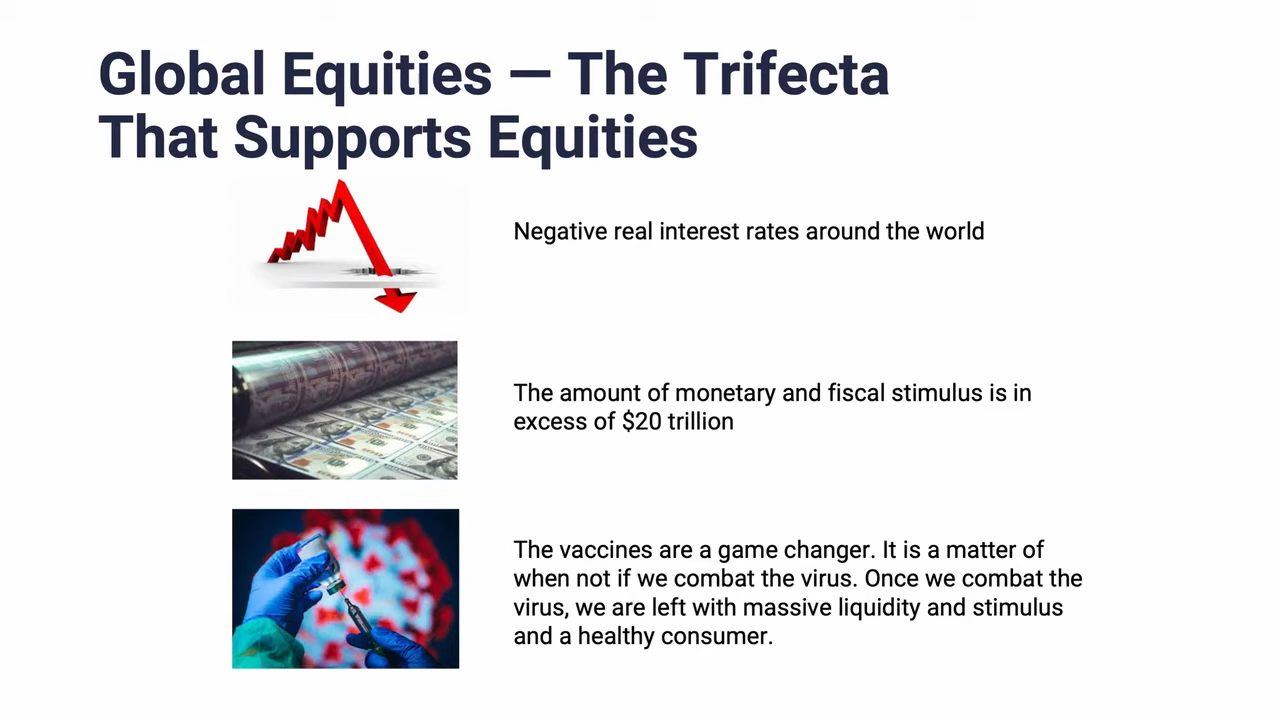 Global Equities — The Trifecta
That Supports Equities
Negative real interest rates around the world
The amount of monetary and fiscal stimulus is in
excess of $20 trillion
The vaccines are a game changer. It is a matter of
when not if we combat the virus. Once we combat the
virus, we are left with massive liquidity and stimulus
and a healthy consumer.